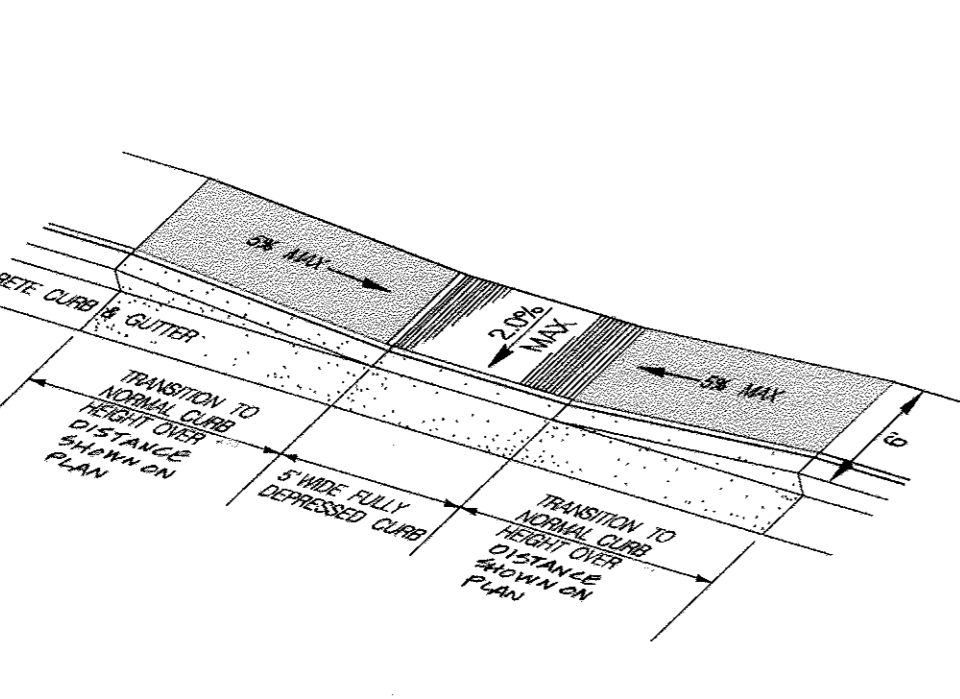 5% MAX
2.0%
MAX
5% MAX
6
CURB & GUTTER
TRANSITION TO
NORMAL CURB
HEIGHT OVER
DISTANCE
SHOWN ON
PLAN
5' WIDE FULLY
DEPRESSED CURB
TRANSITION TO
NORMAL CURB
HEIGHT OVER
DISTANCE
SHOWN ON
PLAN